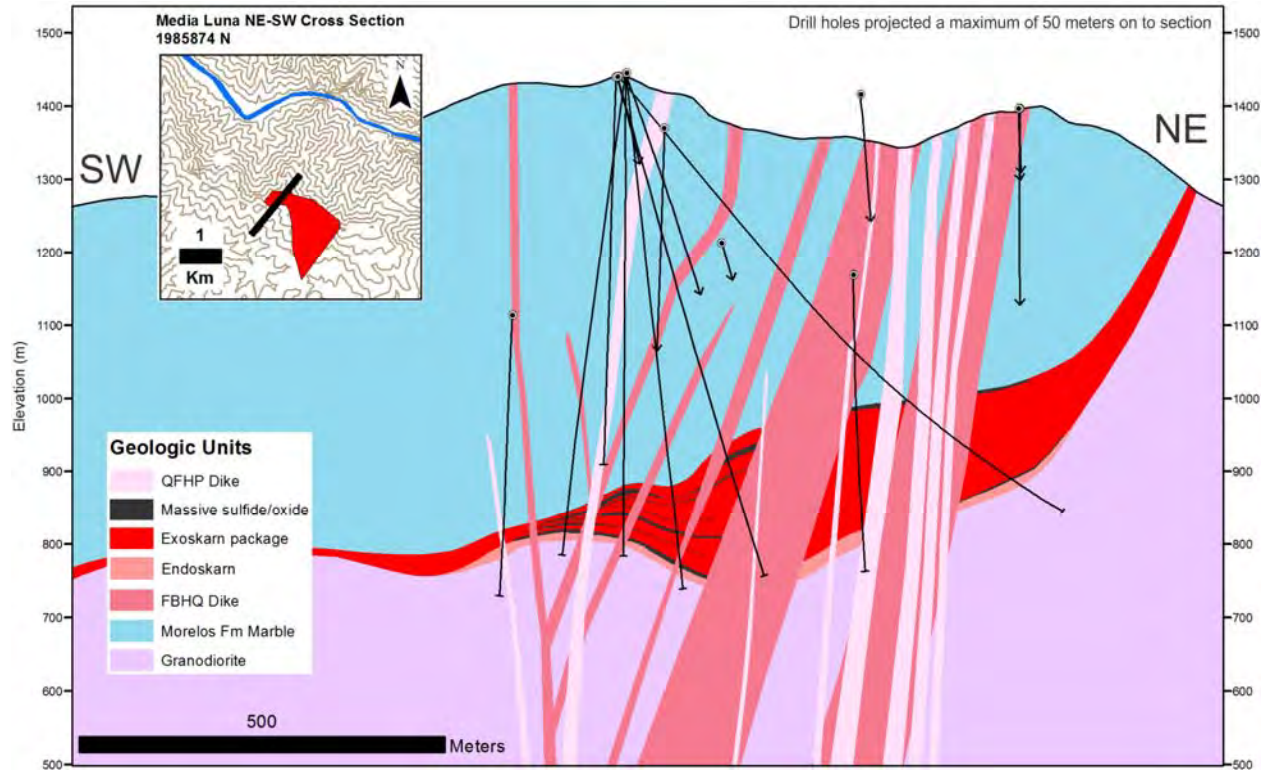 Media Luna NE-SW Cross Section
1985874 N
Drill holes projected a maximum of 50 meters on to section
N
1
Km
SW
NE
Elevation (m)
1500
1400
1300
1200
1100
1000
900
800
700
600
500
1500
1400
1300
1200
1100
1000
900
800
700
600
500
Geologic Units
QFHP Dike
Massive sulfide/oxide
Exoskarn package
Endoskarn
FBHQ Dike
Morelos Fm Marble
Granodiorite
500
Meters